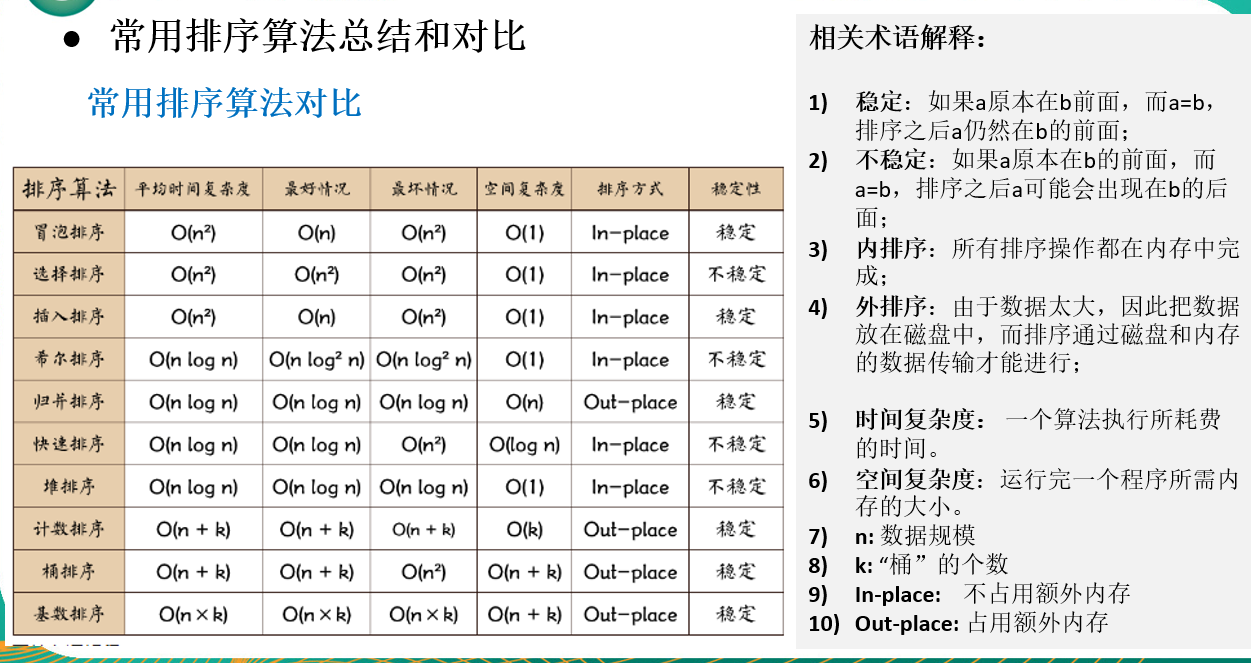 ● 常用排序算法总结和对比
常用排序算法对比
排序算法 平均时间复杂度 最好情况 最坏情况 空间复杂度 排序方式 稳定性
冒泡排序 O(n²) O(n) O(n²) O(1) In-place 稳定
选择排序 O(n²) O(n²) O(n²) O(1) In-place 不稳定
插入排序 O(n²) O(n) O(n²) O(1) In-place 稳定
希尔排序 O(n log n) O(n log² n) O(n log² n) O(1) In-place 不稳定
归并排序 O(n log n) O(n log n) O(n log n) O(n) Out-place 稳定
快速排序 O(n log n) O(n log n) O(n²) O(log n) In-place 不稳定
堆排序 O(n log n) O(n log n) O(n log n) O(1) In-place 不稳定
计数排序 O(n + k) O(n + k) O(n + k) O(k) Out-place 稳定
桶排序 O(n + k) O(n + k) O(n²) O(n + k) Out-place 稳定
基数排序 O(n×k) O(n×k) O(n×k) O(n + k) Out-place 稳定
相关术语解释：
1) 稳定：如果a原本在b前面，而a=b，
排序之后a仍然在b的前面；
2) 不稳定：如果a原本在b的前面，而
a=b，排序之后a可能会出现在b的后
面；
3) 内排序：所有排序操作都在内存中完
成；
4) 外排序：由于数据太大，因此把数据
放在磁盘中，而排序通过磁盘和内存
的数据传输才能进行；
5) 时间复杂度： 一个算法执行所耗费
的时间。
6) 空间复杂度：运行完一个程序所需内
存的大小。
7) n: 数据规模
8) k: “桶”的个数
9) In-place: 不占用额外内存
10) Out-place: 占用额外内存